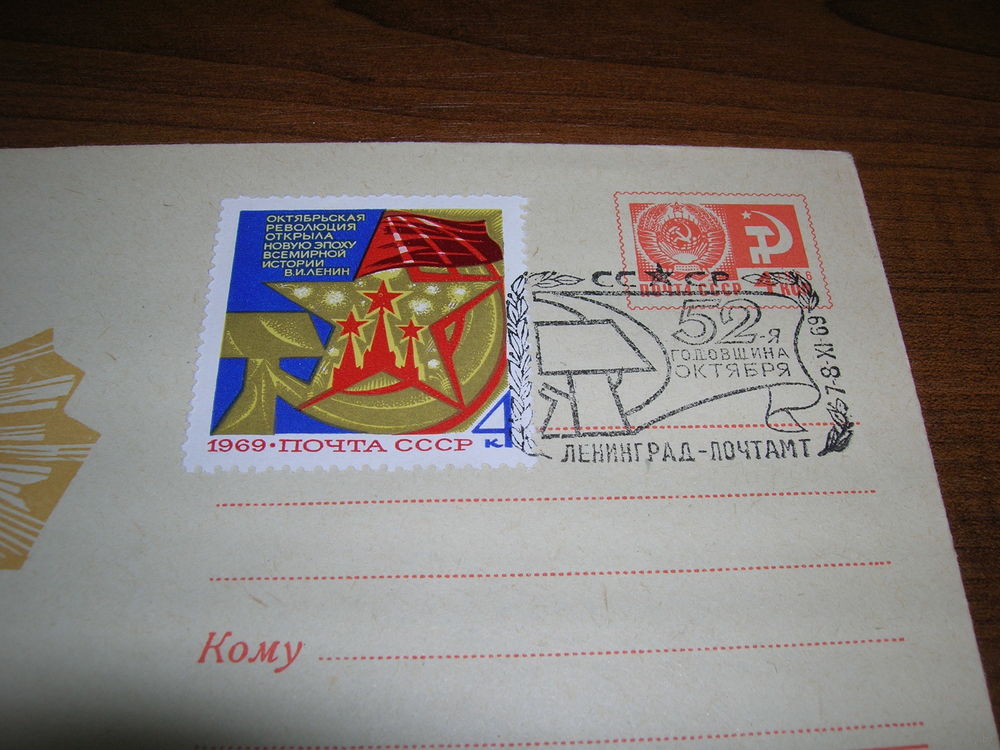 ОКТЯБРЬСКАЯ
РЕВОЛЮЦИЯ
ОТКРЫЛА
НОВУЮ ЭПОХУ
ВСЕМИРНОЙ
ИСТОРИИ
В.И.ЛЕНИН
4
к
1969•ПОЧТА СССР
ПОЧТА СССР 4 КОП
СССР
52-я
ГОДОВЩИНА
ОКТЯБРЯ
7-8•XI•69
ЛЕНИНГРАД-ПОЧТАМТ
Кому